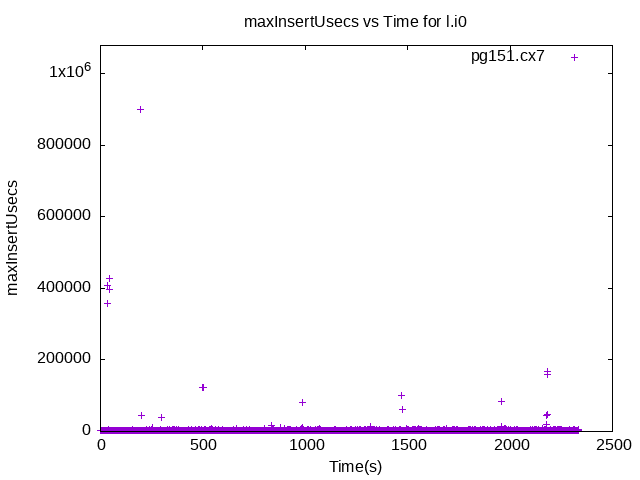 maxInsertUsecs vs Time for l.i0
pg151.cx7
1x10^6
800000
600000
400000
200000
0
maxInsertUsecs
0 500 1000 1500 2000 2500
Time(s)